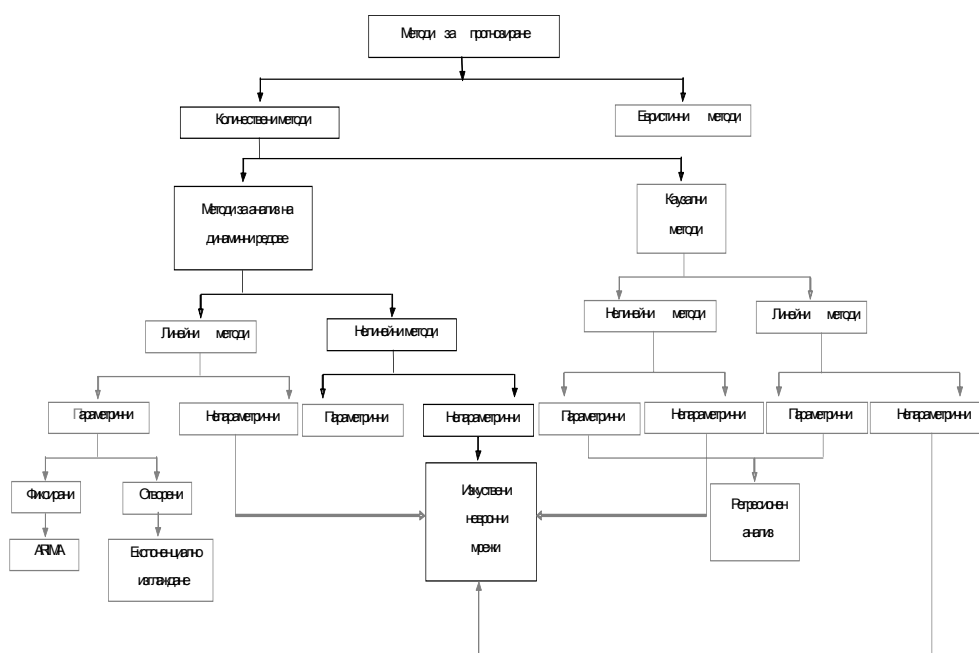 Методи за прогнозиране
Количествени методи
Евристични методи
Методи за анализ на
динамични редове
Каузални
методи
Линейни методи
Нелинейни методи
Нелинейни методи
Линейни методи
Параметрични
Непараметрични
Параметрични
Непараметрични
Параметрични
Непараметрични
Параметрични
Непараметрични
Фиксирани
Отворени
Изкуствени
невронни
мрежи
Регресионен
анализ
ARIMA
Експоненциално
изглаждане